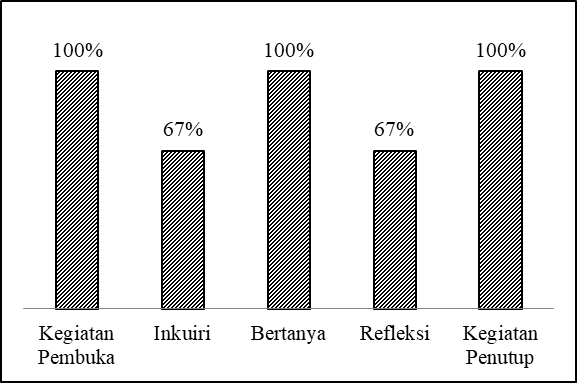 100%
67%
100%
67%
100%
Kegiatan
Pembuka
Inkuiri
Bertanya
Refleksi
Kegiatan
Penutup